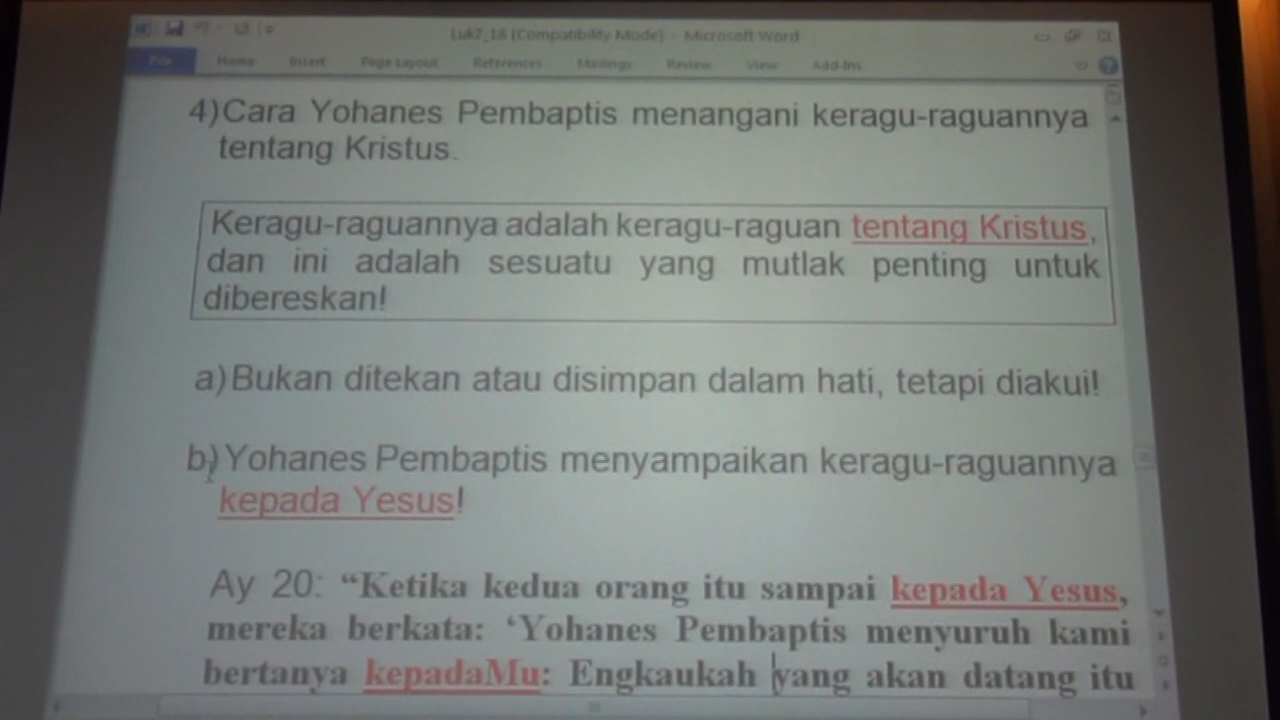 Luk7_18 [Compatibility Mode] - Microsoft Word
File Home Insert Page Layout References Mailings Review View Add-Ins
4)Cara Yohanes Pembaptis menangani keragu-raguannya
tentang Kristus.
Keragu-raguannya adalah keragu-raguan tentang Kristus,
dan ini adalah sesuatu yang mutlak penting untuk
dibereskan!
a)Bukan ditekan atau disimpan dalam hati, tetapi diakui!
b)Yohanes Pembaptis menyampaikan keragu-raguannya
kepada Yesus!
Ay 20: “Ketika kedua orang itu sampai kepada Yesus,
mereka berkata: ‘Yohanes Pembaptis menyuruh kami
bertanya kepadaMu: Engkaukah yang akan datang itu